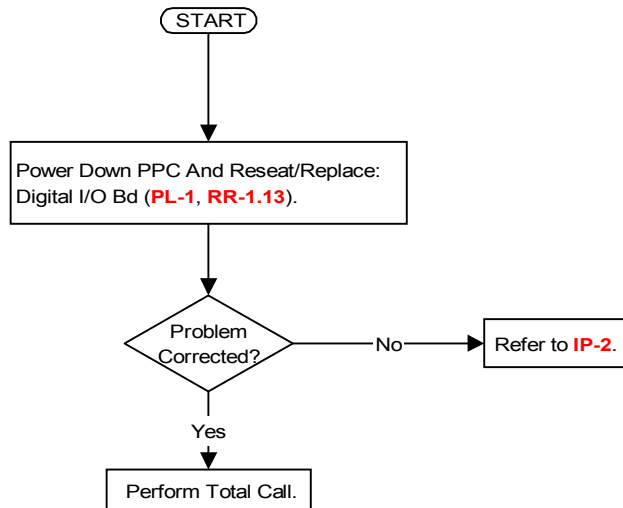 START
Power Down PPC And Reseat/Replace:
Digital I/O Bd (PL-1, RR-1.13).
Problem
Corrected?
No
Refer to IP-2.
Yes
Perform Total Call.